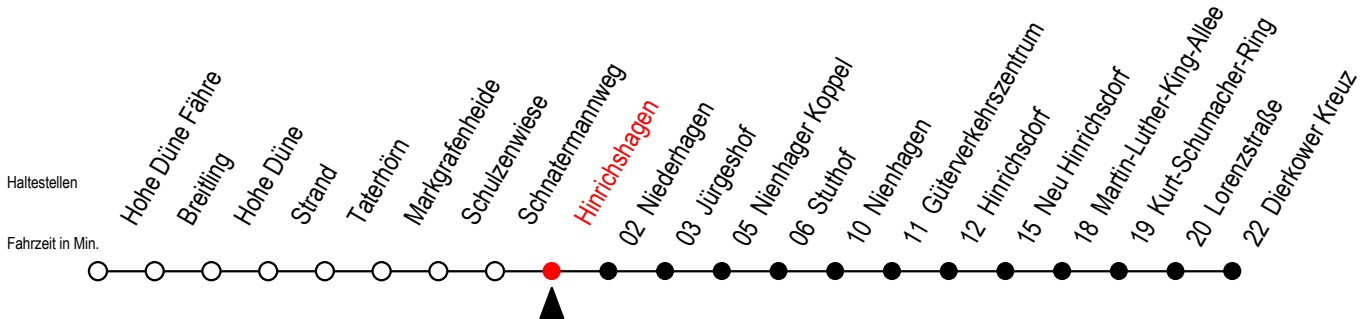 Haltestellen
Fahrzeit in Min.
Hohe Düne Fähre
Breitling
Hohe Düne
Strand
Taterhörn
Markgrafenheide
Schulzenwiese
Schnatermannweg
Hinrichshagen
02 Niederhagen
03 Jürgeshof
05 Nienhager Koppel
06 Stuthof
10 Nienhagen
11 Güterverkehrszentrum
12 Hinrichsdorf
15 Neu Hinrichsdorf
18 Martin-Luther-King-Allee
19 Kurt-Schumacher-Ring
20 Lorenzstraße
22 Dierkower Kreuz